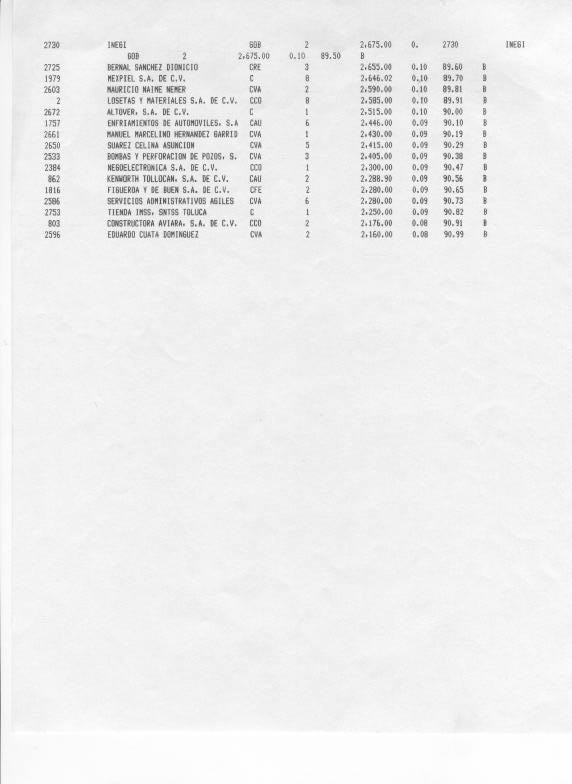 2730 INEGI GOB 2 2,675.00 0. 2730 INEGI
GOB 2 2,675.00 0.10 89.50 B
2725 BERNAL SANCHEZ DIONICIO CRE 3 2,655.00 0.10 89.60 B
1979 MEXPIEL S.A. DE C.V. C 8 2,646.02 0.10 89.70 B
2603 MAURICIO NAIME NEMER CVA 2 2,590.00 0.10 89.81 B
2 LOSETAS Y MATERIALES S.A. DE C.V. CCO 8 2,585.00 0.10 89.91 B
2672 ALTOVER, S.A. DE C.V. C 1 2,515.00 0.10 90.00 B
1757 ENFRIAMIENTOS DE AUTOMOVILES, S.A CAU 6 2,446.00 0.09 90.10 B
2661 MANUEL MARCELINO HERNANDEZ GARRID CVA 1 2,430.00 0.09 90.19 B
2650 SUAREZ CELINA ASUNCION CVA 5 2,415.00 0.09 90.29 B
2533 BOMBAS Y PERFORACION DE POZOS, S. CVA 3 2,405.00 0.09 90.38 B
2384 NEGOELECTRONICA S.A. DE C.V. CCO 1 2,300.00 0.09 90.47 B
862 KENWORTH TOLLOCAN, S.A. DE C.V. CAU 2 2,288.90 0.09 90.56 B
1816 FIGUEROA Y DE BUEN S.A. DE C.V. CFE 2 2,280.00 0.09 90.65 B
2586 SERVICIOS ADMINISTRATIVOS AGILES CVA 6 2,280.00 0.09 90.73 B
2753 TIENDA IMSS, SNTSS TOLUCA C 1 2,250.00 0.09 90.82 B
803 CONSTRUCTORA AVIARA, S.A. DE C.V. CCO 2 2,176.00 0.08 90.91 B
2596 EDUARDO CUATA DOMINGUEZ CVA 2 2,160.00 0.08 90.99 B